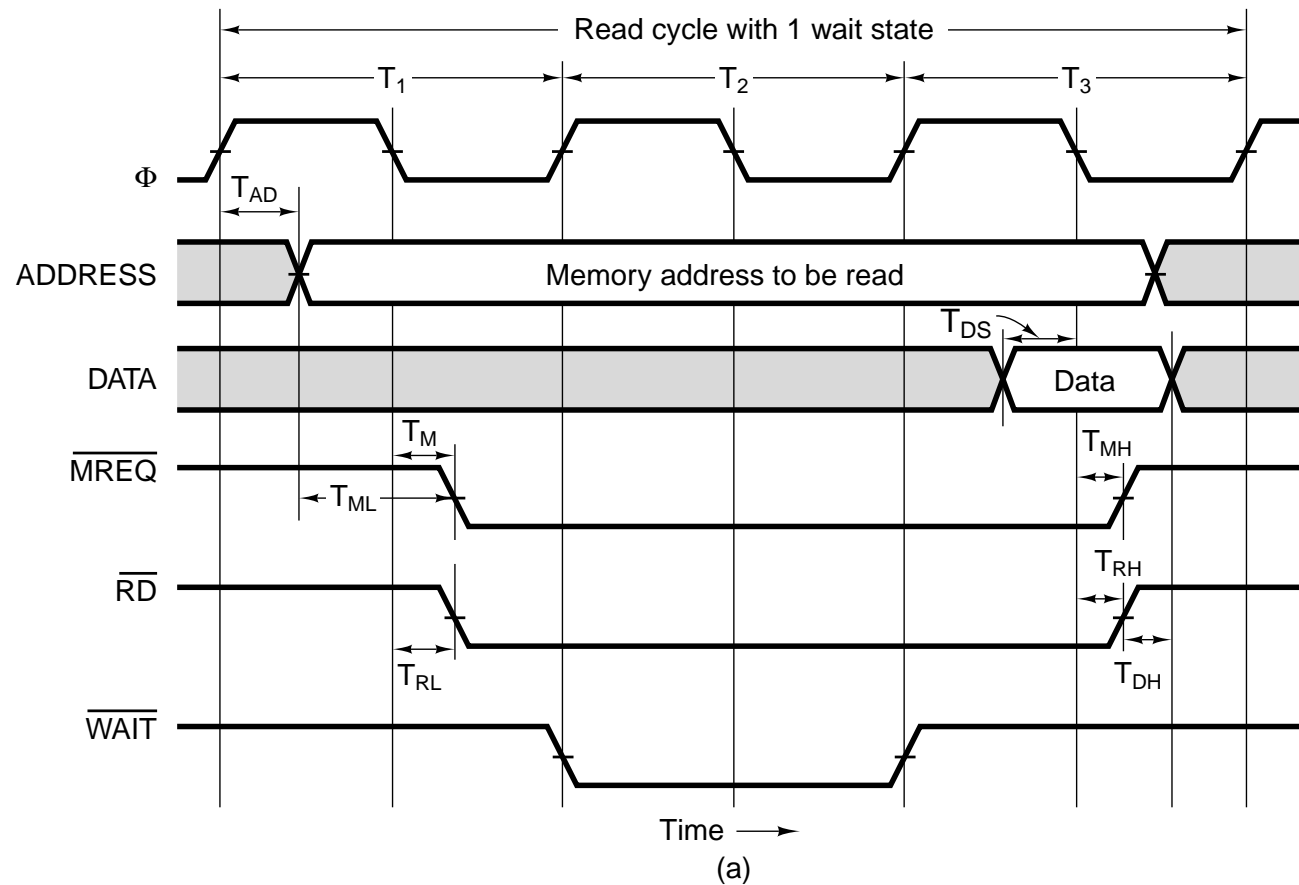 Read cycle with 1 wait state
T1 T2 T3
Φ
TAD
ADDRESS Memory address to be read
TDS
DATA Data
TM TMH
MREQ
TML
TRH
RD
TRL TDH
WAIT
Time
(a)